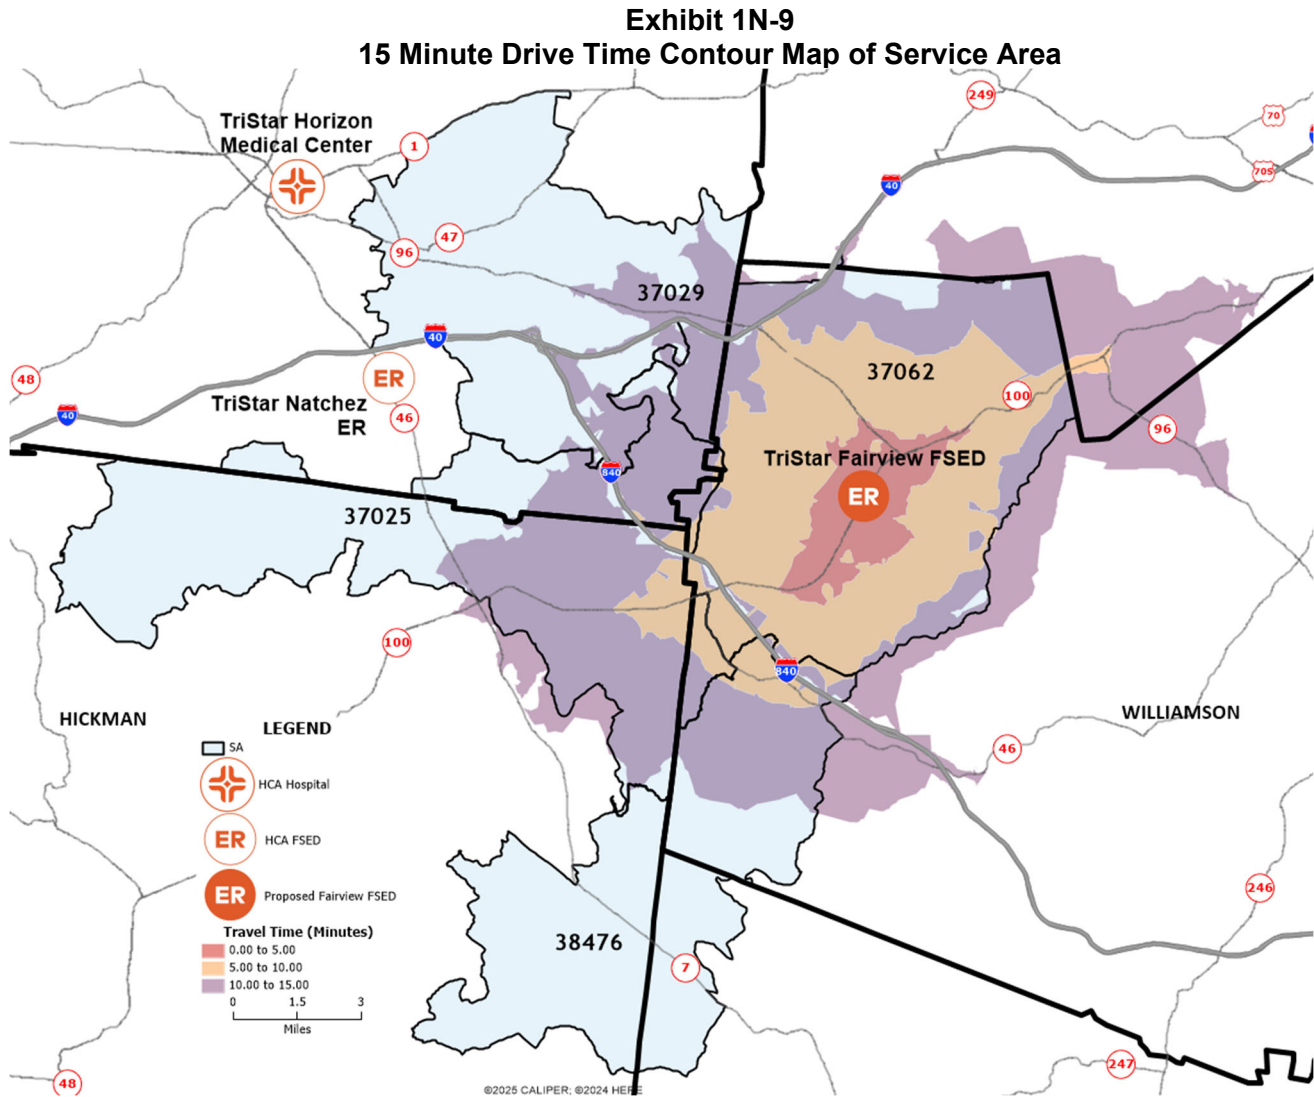 Exhibit 1N-9
15 Minute Drive Time Contour Map of Service Area
249
70
TriStar Horizon
Medical Center
1
70S
40
47
96
37029
40
48
ER
37062
100
TriStar Natchez
ER
40
46
96
TriStar Fairview FSED
840
ER
37025
100
840
HICKMAN
WILLIAMSON
LEGEND
SA
46
HCA Hospital
ER
HCA FSED
ER
Proposed Fairview FSED
246
Travel Time (Minutes)
0.00 to 5.00
5.00 to 10.00
10.00 to 15.00
38476
7
0 1.5 3
Miles
247
48
©2025 CALIPER; ©2024 HERE